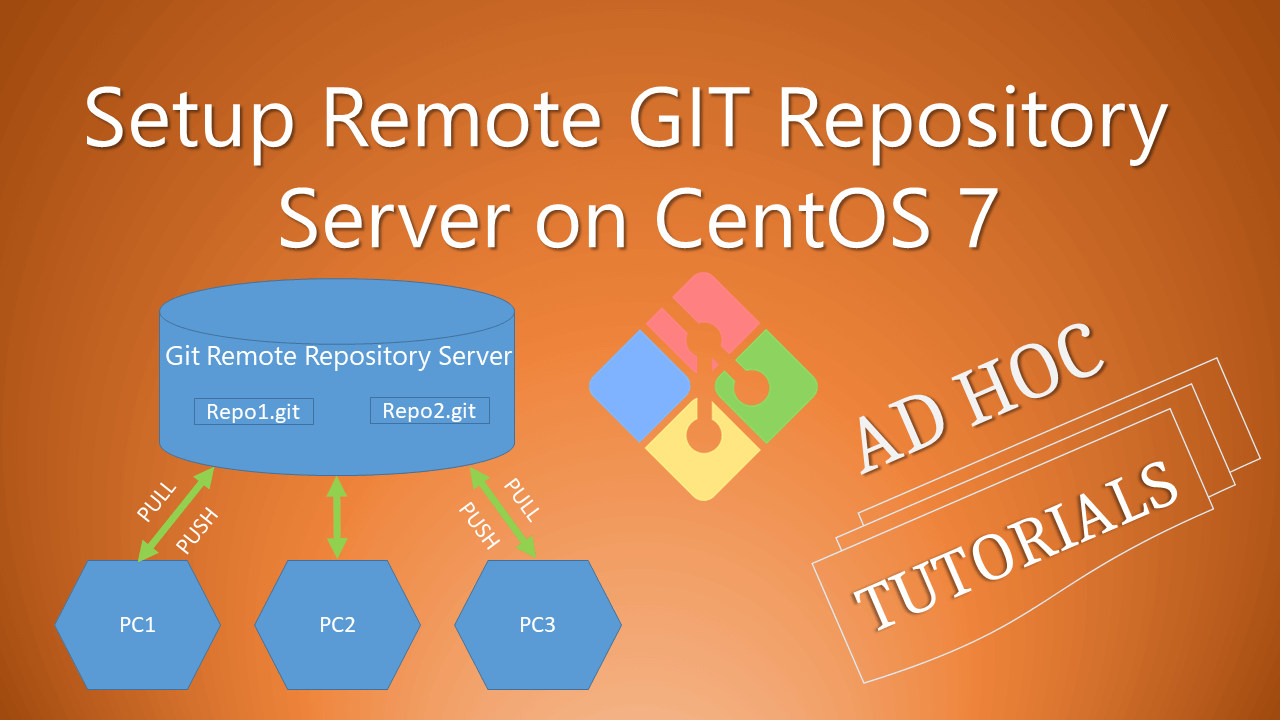 Setup Remote GIT Repository
Server on CentOS 7
Git Remote Repository Server
Repo1.git
Repo2.git
AD HOC
TUTORIALS
PULL
PUSH
PULL
PUSH
PC1
PC2
PC3